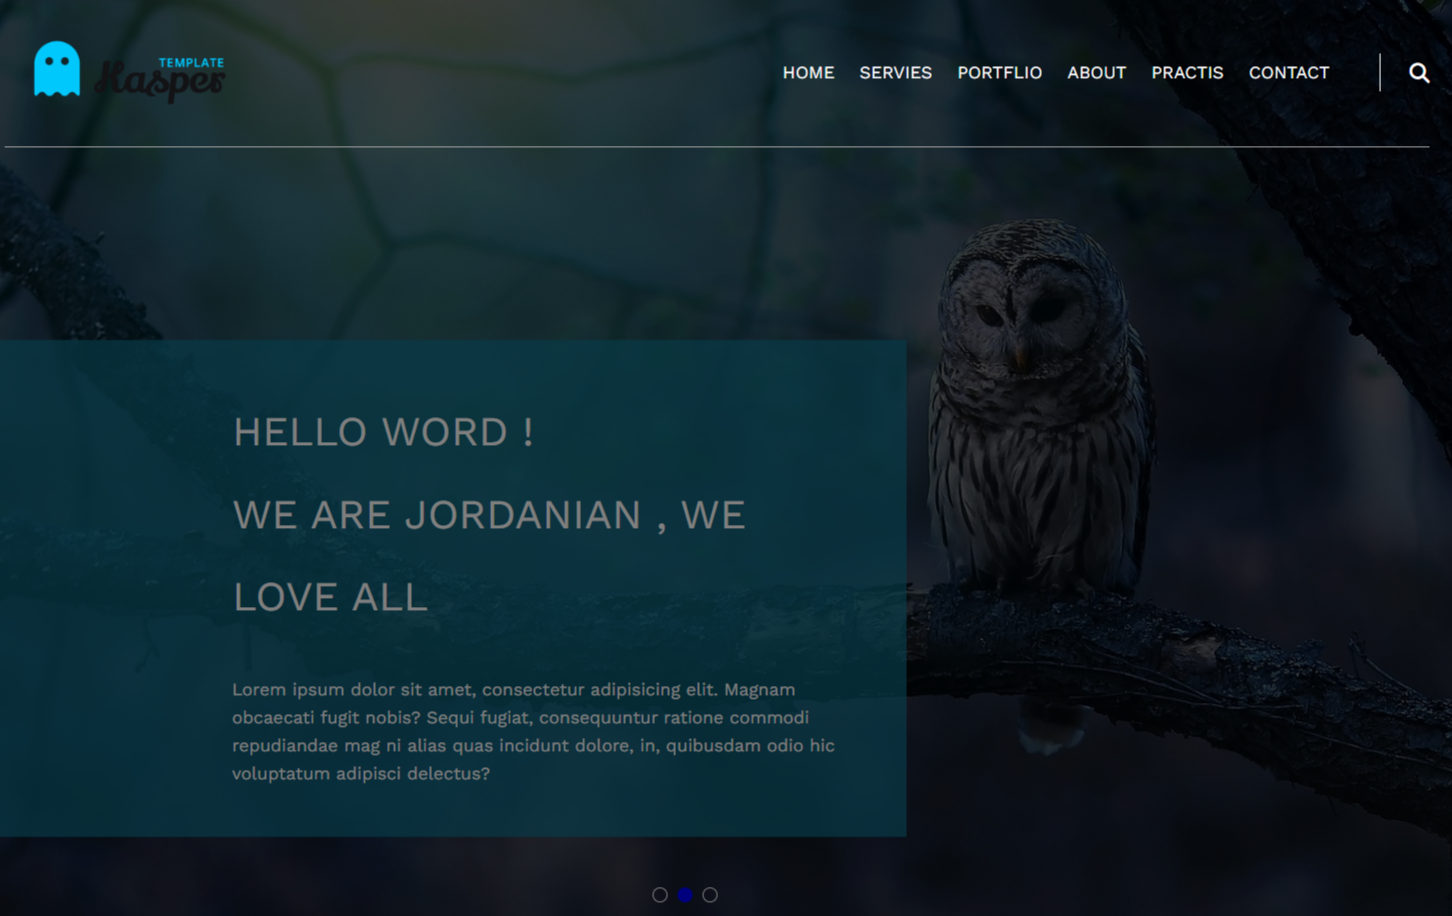 TEMPLATE
Kasper
HOME SERVIES PORTFLIO ABOUT PRACTIS CONTACT
HELLO WORD !
WE ARE JORDANIAN , WE
LOVE ALL
Lorem ipsum dolor sit amet, consectetur adipisicing elit. Magnam
obcaecati fugit nobis? Sequi fugiat, consequuntur ratione commodi
repudiandae mag ni alias quas incidunt dolore, in, quibusdam odio hic
voluptatum adipisci delectus?